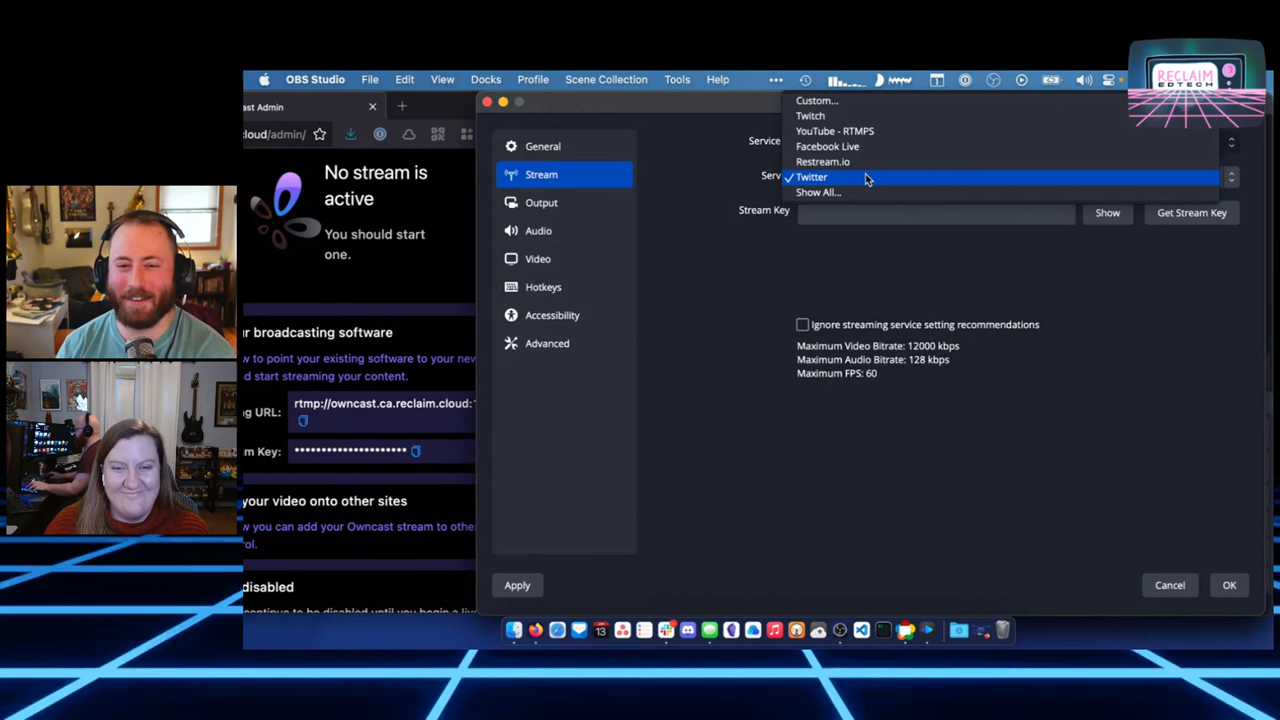 RECLAIM
EDTECH
OBS Studio File Edit View Docks Profile Scene Collection Tools Help
13
ast Admin
cloud/admin/
No stream is
active
You should start
one.
r broadcasting software
w to point your existing software to your new
nd start streaming your content.
g URL: rtmp://owncast.ca.reclaim.cloud:
m Key: ••••••••••••••••••••••
your video onto other sites
w you can add your Owncast stream to othe
rol.
disabled
General
Stream
Output
Audio
Video
Hotkeys
Accessibility
Advanced
Service
Custom...
Twitch
YouTube - RTMPS
Facebook Live
Restream.io
Serv
✓ Twitter
Show All...
Stream Key Show Get Stream Key
Ignore streaming service setting recommendations
Maximum Video Bitrate: 12000 kbps
Maximum Audio Bitrate: 128 kbps
Maximum FPS: 60
Apply Cancel OK